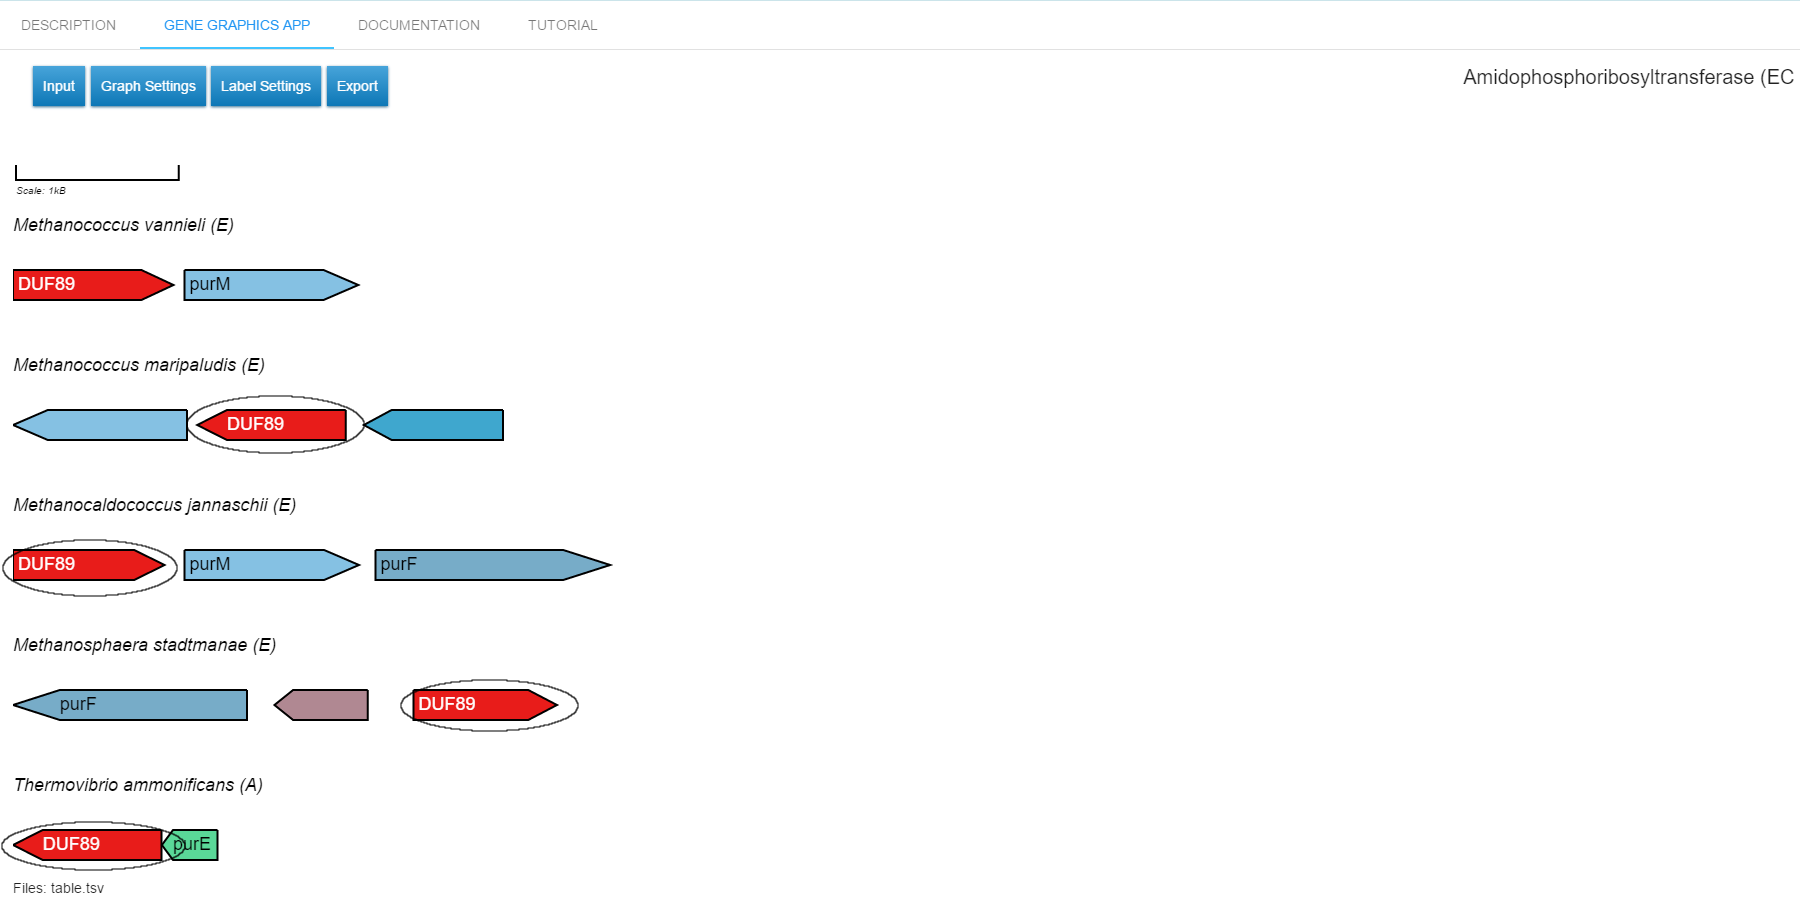 DESCRIPTION GENE GRAPHICS APP DOCUMENTATION TUTORIAL
Input Graph Settings Label Settings Export Amidophosphoribosyltransferase (EC
Scale: 1kB
Methanococcus vannieli (E)
DUF89 purM
Methanococcus maripaludis (E)
DUF89
Methanocaldococcus jannaschii (E)
DUF89 purM purF
Methanosphaera stadtmanae (E)
purF DUF89
Thermovibrio ammonificans (A)
DUF89 purE
Files: table.tsv